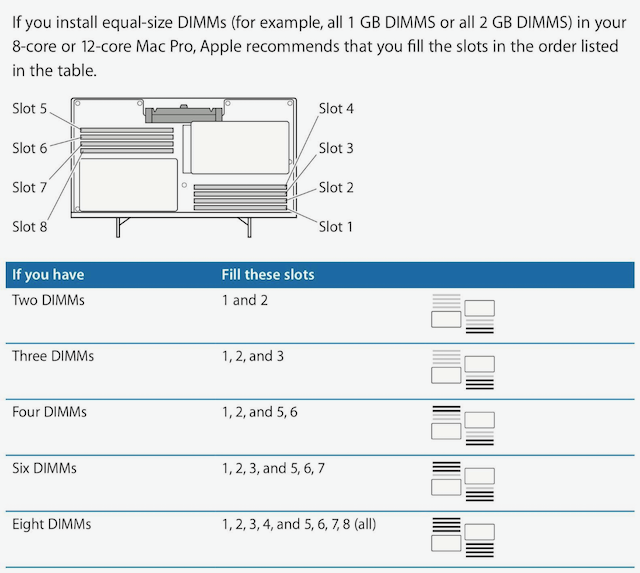 If you install equal-size DIMMs (for example, all 1 GB DIMMS or all 2 GB DIMMS) in your
8-core or 12-core Mac Pro, Apple recommends that you fill the slots in the order listed
in the table.
Slot 5
Slot 4
Slot 6
Slot 3
Slot 7
Slot 2
Slot 8
Slot 1
If you have Fill these slots
Two DIMMs 1 and 2
Three DIMMs 1, 2, and 3
Four DIMMs 1, 2, and 5, 6
Six DIMMs 1, 2, 3, and 5, 6, 7
Eight DIMMs 1, 2, 3, 4, and 5, 6, 7, 8 (all)